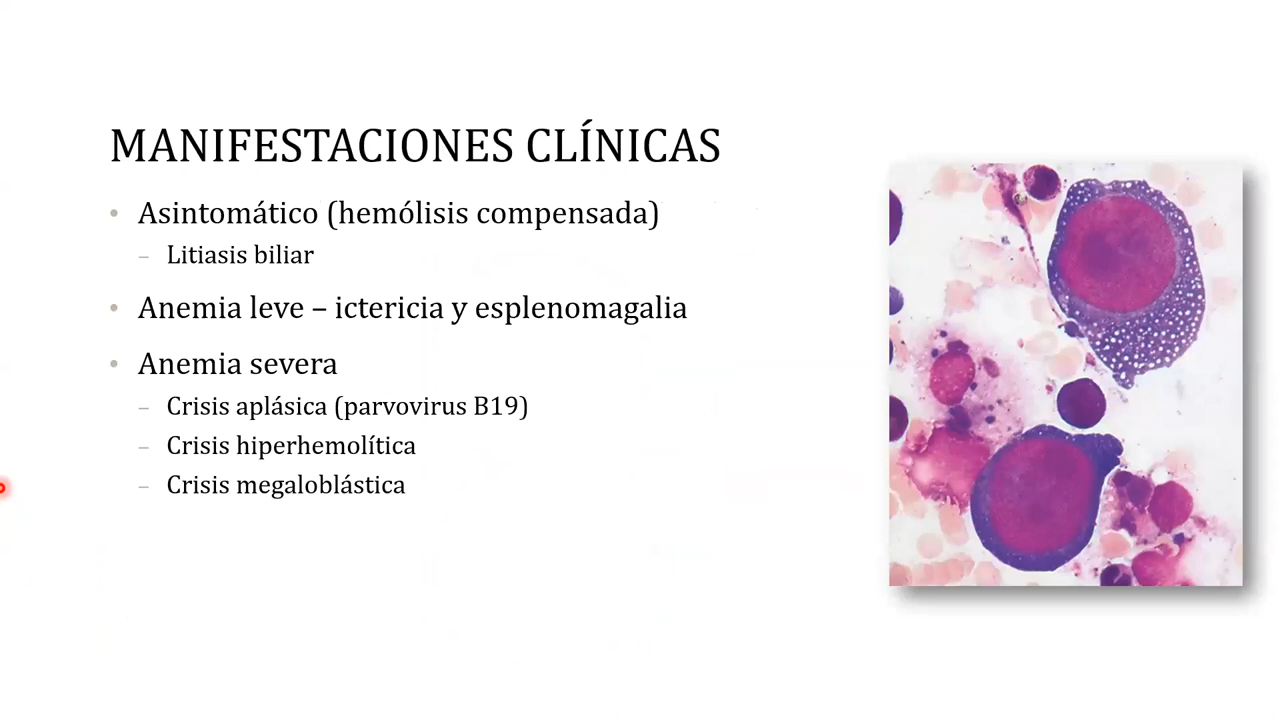 MANIFESTACIONES CLÍNICAS
• Asintomático (hemólisis compensada)
– Litiasis biliar
• Anemia leve – ictericia y esplenomagalia
• Anemia severa
– Crisis aplásica (parvovirus B19)
– Crisis hiperhemolítica
– Crisis megaloblástica